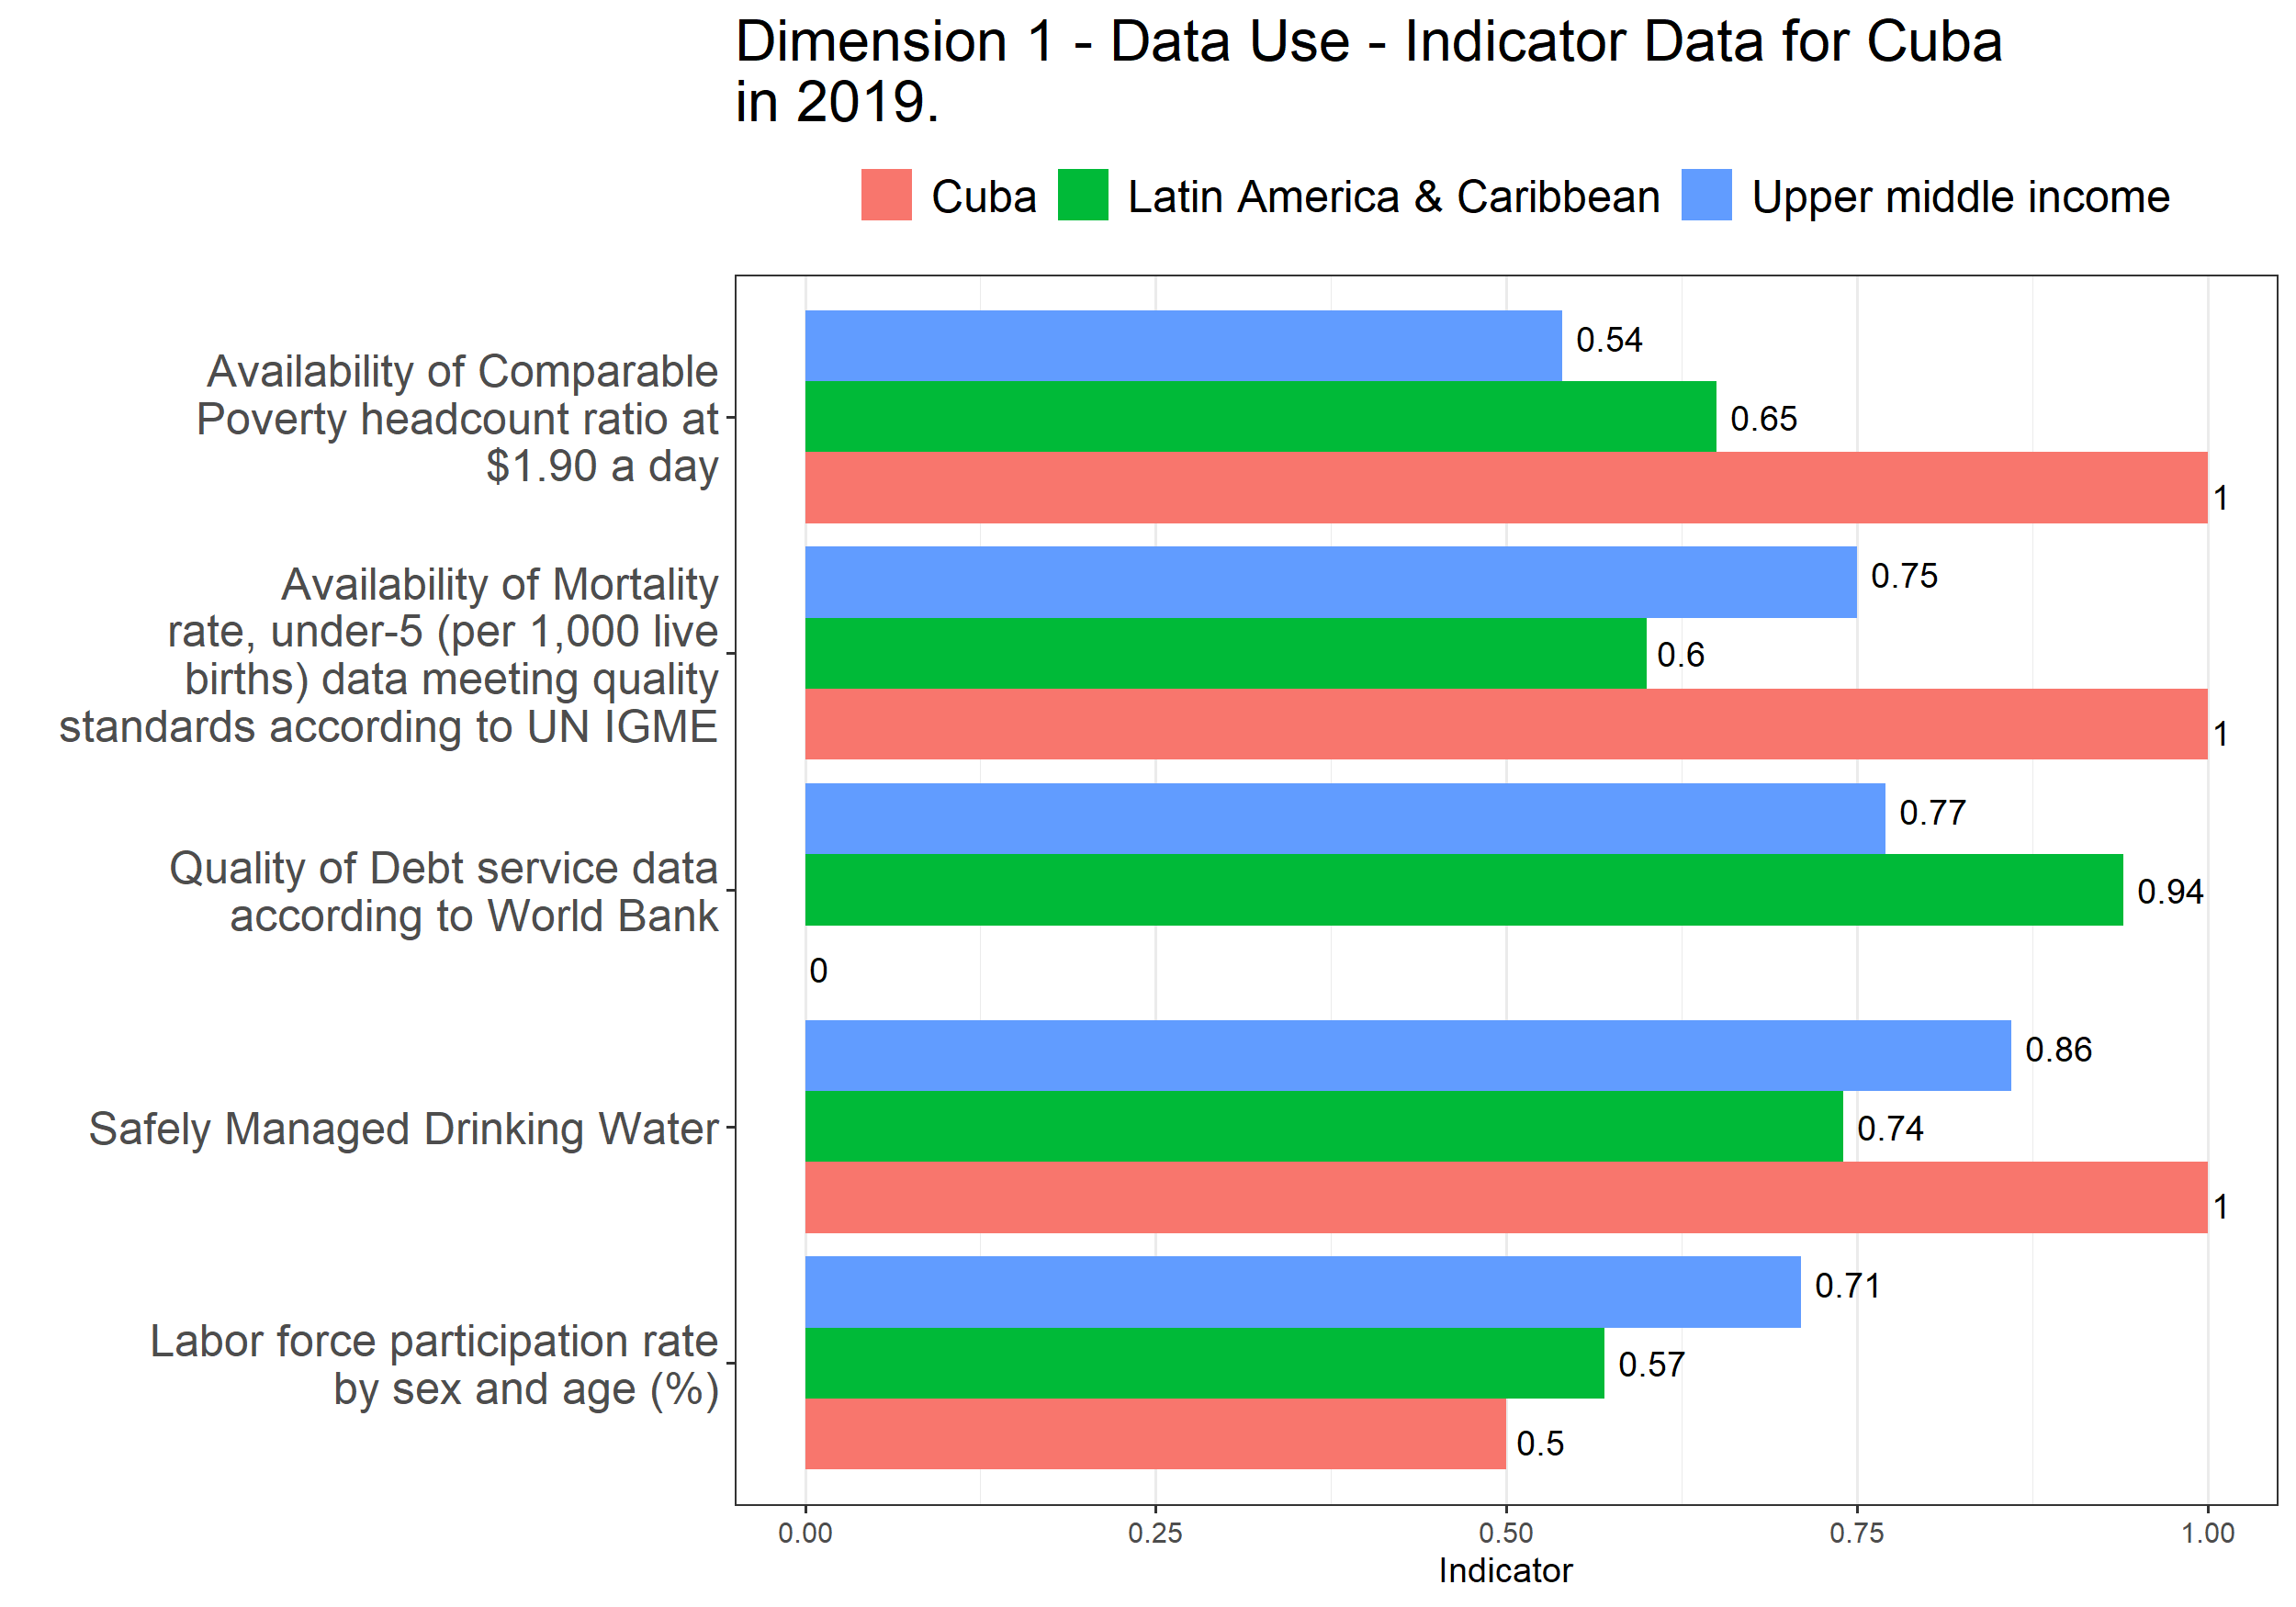 Dimension 1 - Data Use - Indicator Data for Cuba
in 2019.
Cuba
Latin America & Caribbean
Upper middle income
Availability of Comparable
Poverty headcount ratio at
$1.90 a day
0.54
0.65
1
Availability of Mortality
rate, under-5 (per 1,000 live
births) data meeting quality
standards according to UN IGME
0.75
0.6
1
Quality of Debt service data
according to World Bank
0.77
0.94
0
Safely Managed Drinking Water
0.86
0.74
1
Labor force participation rate
by sex and age (%)
0.71
0.57
0.5
0.00
0.25
0.50
0.75
1.00
Indicator